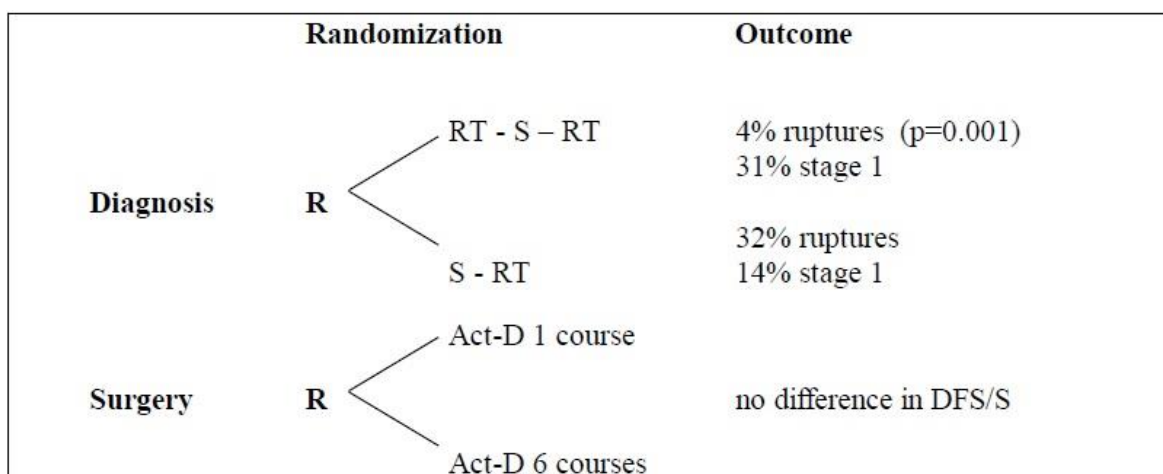 Randomization Outcome
RT - S – RT 4% ruptures (p=0.001)
31% stage 1
Diagnosis R
32% ruptures
S - RT 14% stage 1
Act-D 1 course
Surgery R no difference in DFS/S
Act-D 6 courses